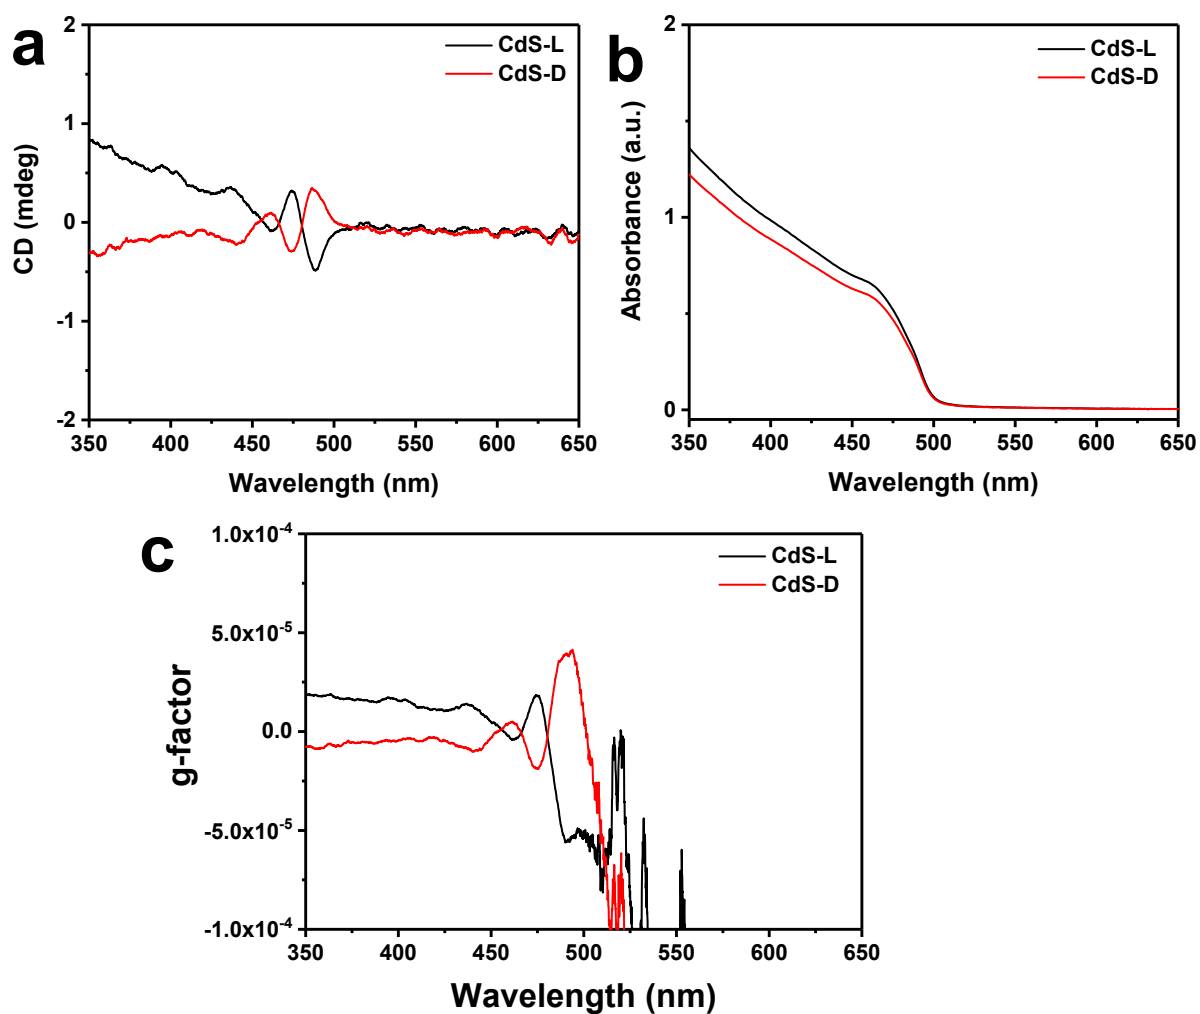 a
2
1
0
-1
-2
CD (mdeg)
CdS-L
CdS-D
350 400 450 500 550 600 650
Wavelength (nm)
b
2
1
0
Absorbance (a.u.)
CdS-L
CdS-D
350 400 450 500 550 600 650
Wavelength (nm)
c
1.0x10⁻⁴
5.0x10⁻⁵
0.0
-5.0x10⁻⁵
-1.0x10⁻⁴
g-factor
CdS-L
CdS-D
350 400 450 500 550 600 650
Wavelength (nm)